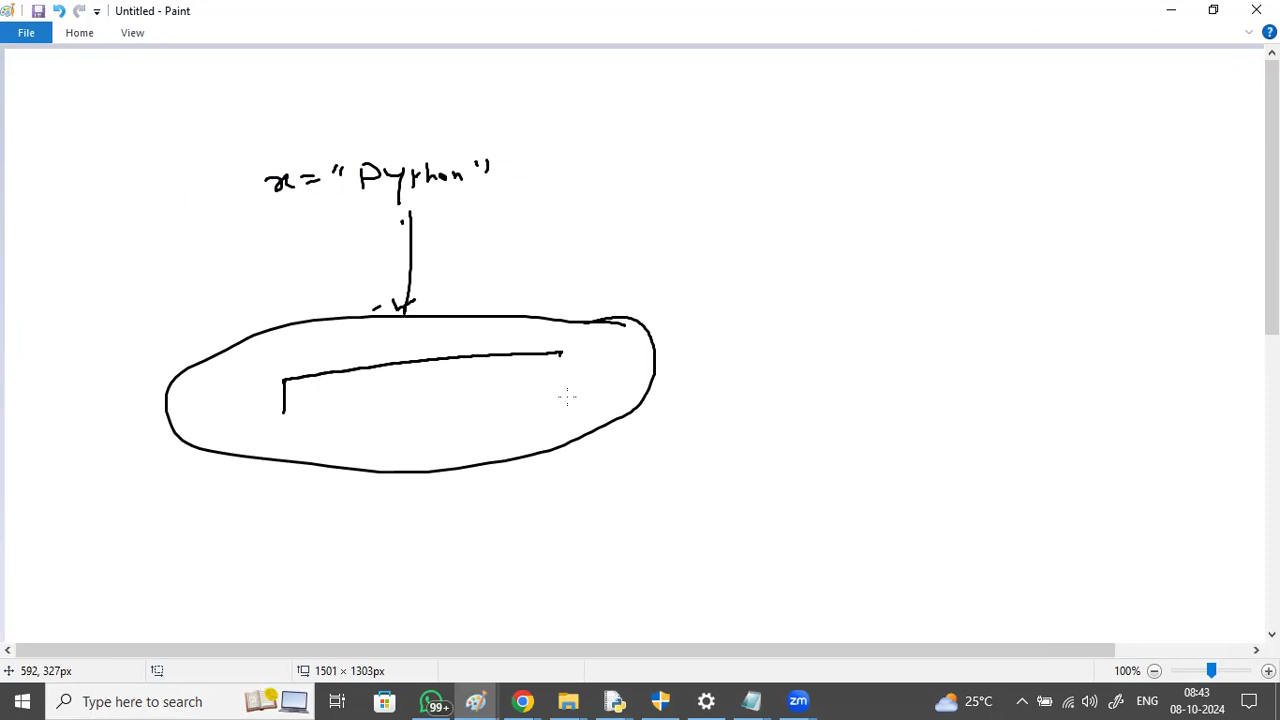 Untitled - Paint
File Home View
x = "Python"
592, 327px 1501 × 1303px 100%
Type here to search 99+ zm 25°C ENG 08:43
08-10-2024